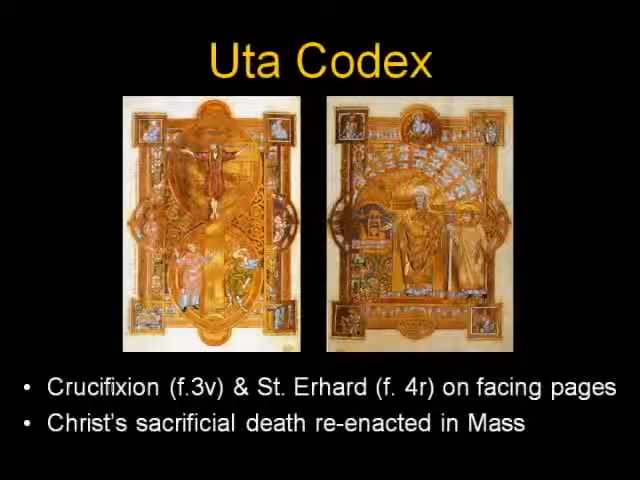 Uta Codex
• Crucifixion (f.3v) & St. Erhard (f. 4r) on facing pages
• Christ's sacrificial death re-enacted in Mass